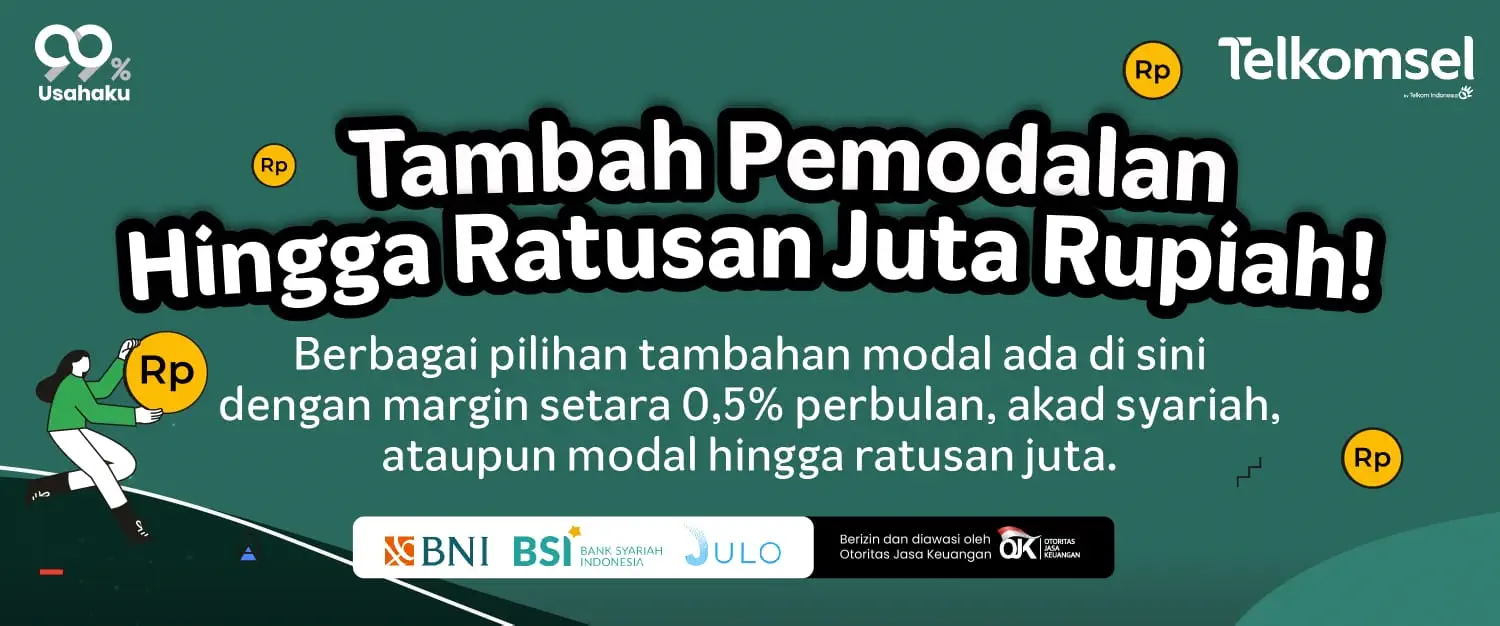 99%
Usahaku
Telkomsel
by Telkom Indonesia
Rp
Rp
Tambah Pemodalan
Hingga Ratusan Juta Rupiah!
Rp
Berbagai pilihan tambahan modal ada di sini
dengan margin setara 0,5% perbulan, akad syariah,
ataupun modal hingga ratusan juta.
Rp
BNI
BSI BANK SYARIAH
INDONESIA
JULO
Berizin dan diawasi oleh
Otoritas Jasa Keuangan
OJK OTORITAS
JASA
KEUANGAN